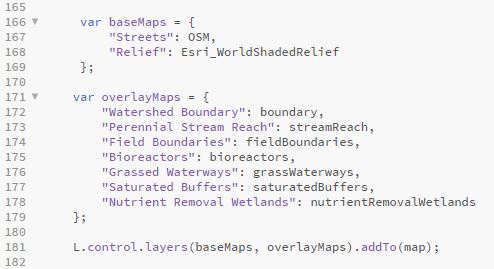 165
166 ▼ var baseMaps = {
167 "Streets": OSM,
168 "Relief": Esri_WorldShadedRelief
169 };
170
171 ▼ var overlayMaps = {
172 "Watershed Boundary": boundary,
173 "Perennial Stream Reach": streamReach,
174 "Field Boundaries": fieldBoundaries,
175 "Bioreactors": bioreactors,
176 "Grassed Waterways": grassWaterways,
177 "Saturated Buffers": saturatedBuffers,
178 "Nutrient Removal Wetlands": nutrientRemovalWetlands
179 };
180
181 L.control.layers(baseMaps, overlayMaps).addTo(map);
182